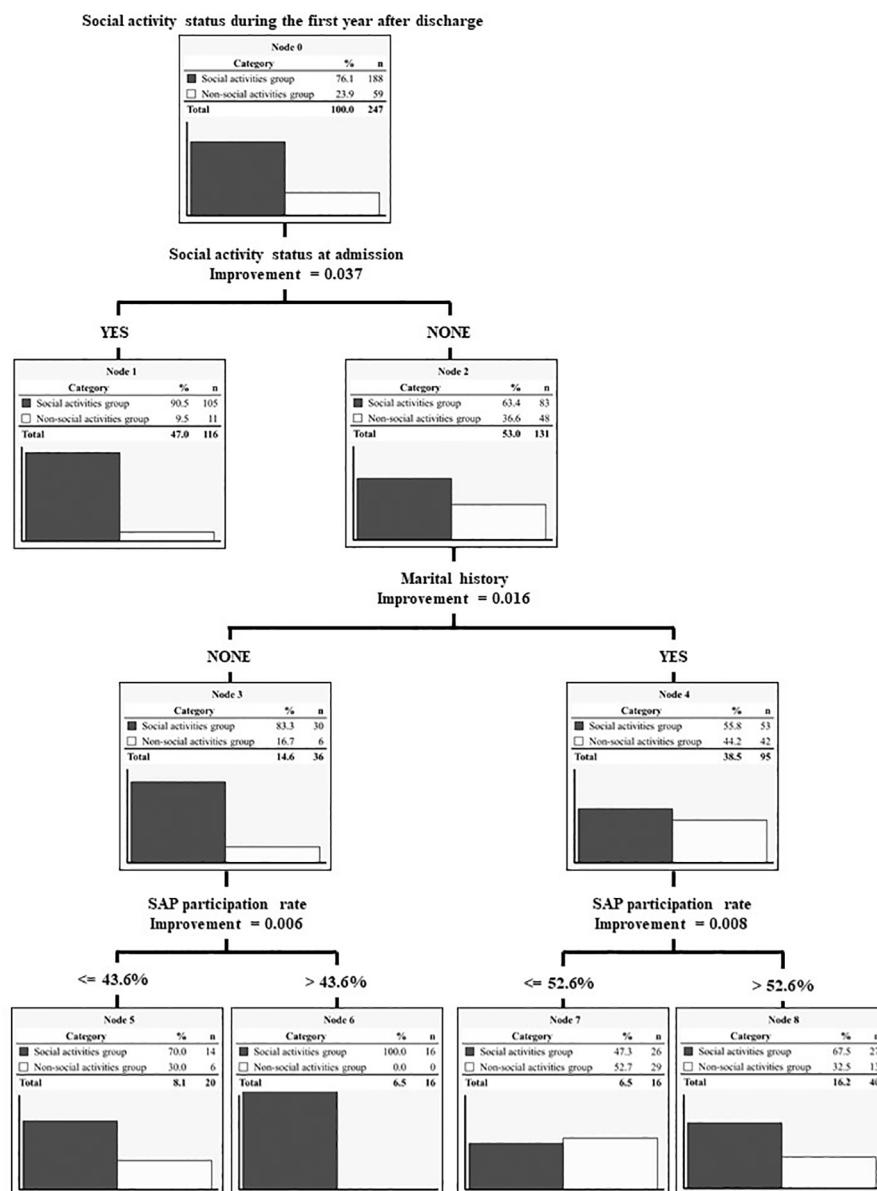 Social activity status during the first year after discharge
Node 0
Category % n
Social activities group 76.1 188
Non-social activities group 23.9 59
Total 100.0 247
Social activity status at admission
Improvement = 0.037
YES NONE
Node 1
Category % n
Social activities group 90.5 105
Non-social activities group 9.5 11
Total 47.0 116
Node 2
Category % n
Social activities group 63.4 83
Non-social activities group 36.6 48
Total 53.0 131
Marital history
Improvement = 0.016
NONE YES
Node 3
Category % n
Social activities group 83.3 30
Non-social activities group 16.7 6
Total 14.6 36
Node 4
Category % n
Social activities group 55.8 53
Non-social activities group 44.2 42
Total 38.5 95
SAP participation rate
Improvement = 0.006
SAP participation rate
Improvement = 0.008
<= 43.6% > 43.6% <= 52.6% > 52.6%
Node 5
Category % n
Social activities group 70.0 14
Non-social activities group 30.0 6
Total 8.1 20
Node 6
Category % n
Social activities group 100.0 16
Non-social activities group 0.0 0
Total 6.5 16
Node 7
Category % n
Social activities group 47.3 26
Non-social activities group 52.7 29
Total 6.5 16
Node 8
Category % n
Social activities group 67.5 27
Non-social activities group 32.5 13
Total 16.2 40